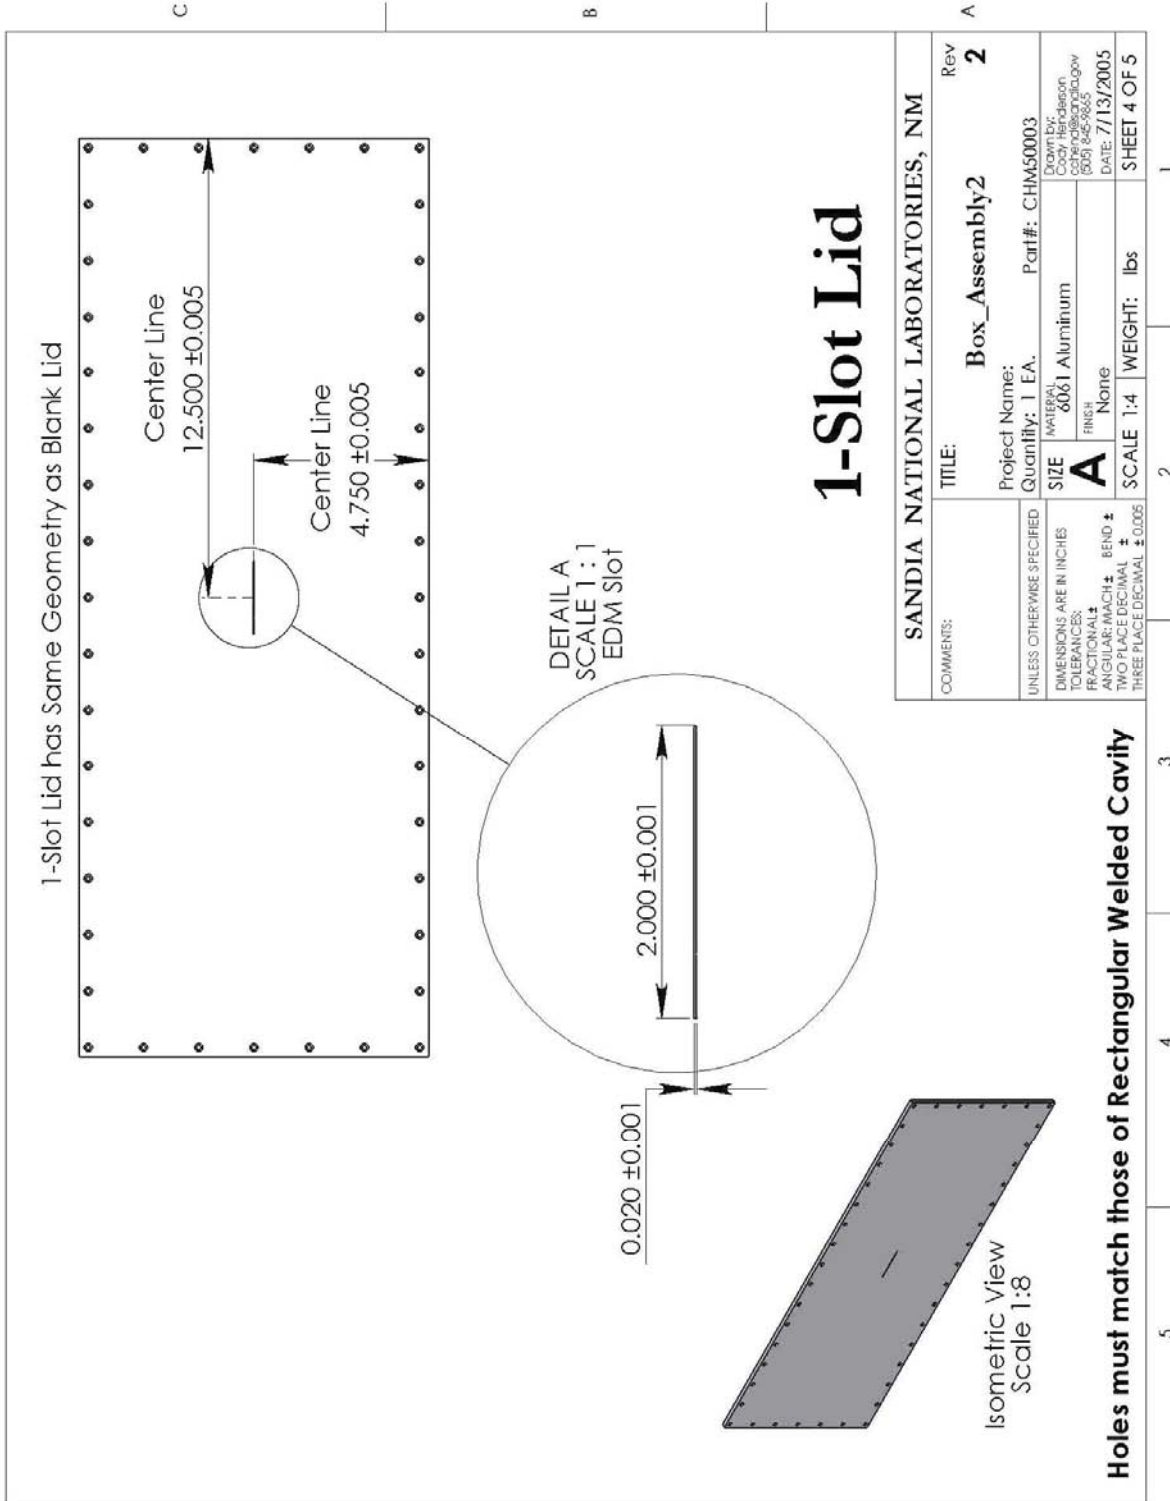 1-Slot Lid has Same Geometry as Blank Lid
Center Line
12.500 ±0.005
Center Line
4.750 ±0.005
DETAIL A
SCALE 1 : 1
EDM Slot
2.000 ±0.001
0.020 ±0.001
Isometric View
Scale 1:8
1-Slot Lid
Holes must match those of Rectangular Welded Cavity
SANDIA NATIONAL LABORATORIES, NM
COMMENTS:
TITLE:
Rev
Box_Assembly2
2
Project Name:
Quantity: 1 EA.
Part#: CHM50003
UNLESS OTHERWISE SPECIFIED
DIMENSIONS ARE IN INCHES
TOLERANCES:
FRACTIONAL±
ANGULAR: MACH± BEND ±
TWO PLACE DECIMAL ±
THREE PLACE DECIMAL ±0.005
SIZE
A
MATERIAL
6061 Aluminum
FINISH
None
Drawn by:
Cody Henderson
cchend@sandia.gov
(505) 845-9865
DATE: 7/13/2005
SCALE 1:4
WEIGHT: lbs
SHEET 4 OF 5
C
B
A
5
4
3
2
1